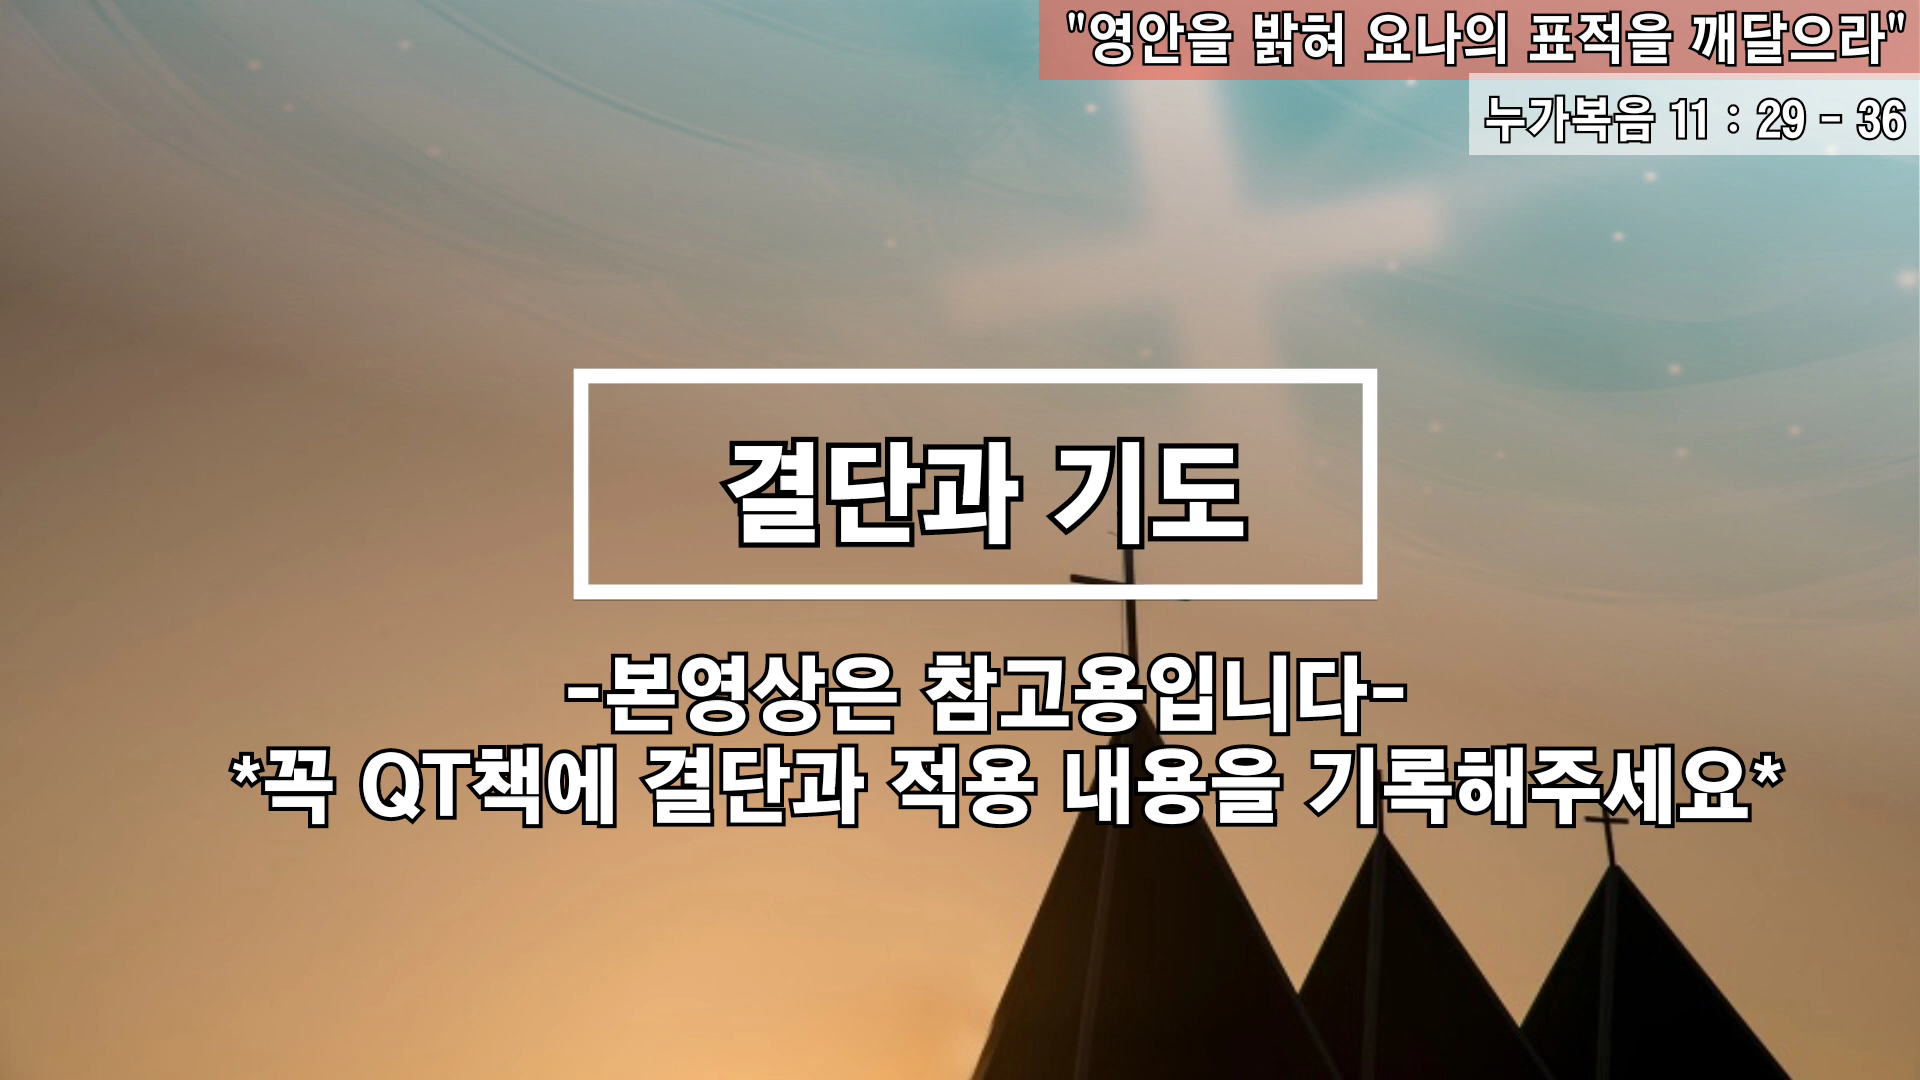 "영안을 밝혀 요나의 표적을 깨달으라"
누가복음 11 : 29 - 36
결단과 기도
-본영상은 참고용입니다-
*꼭 QT책에 결단과 적용 내용을 기록해주세요*